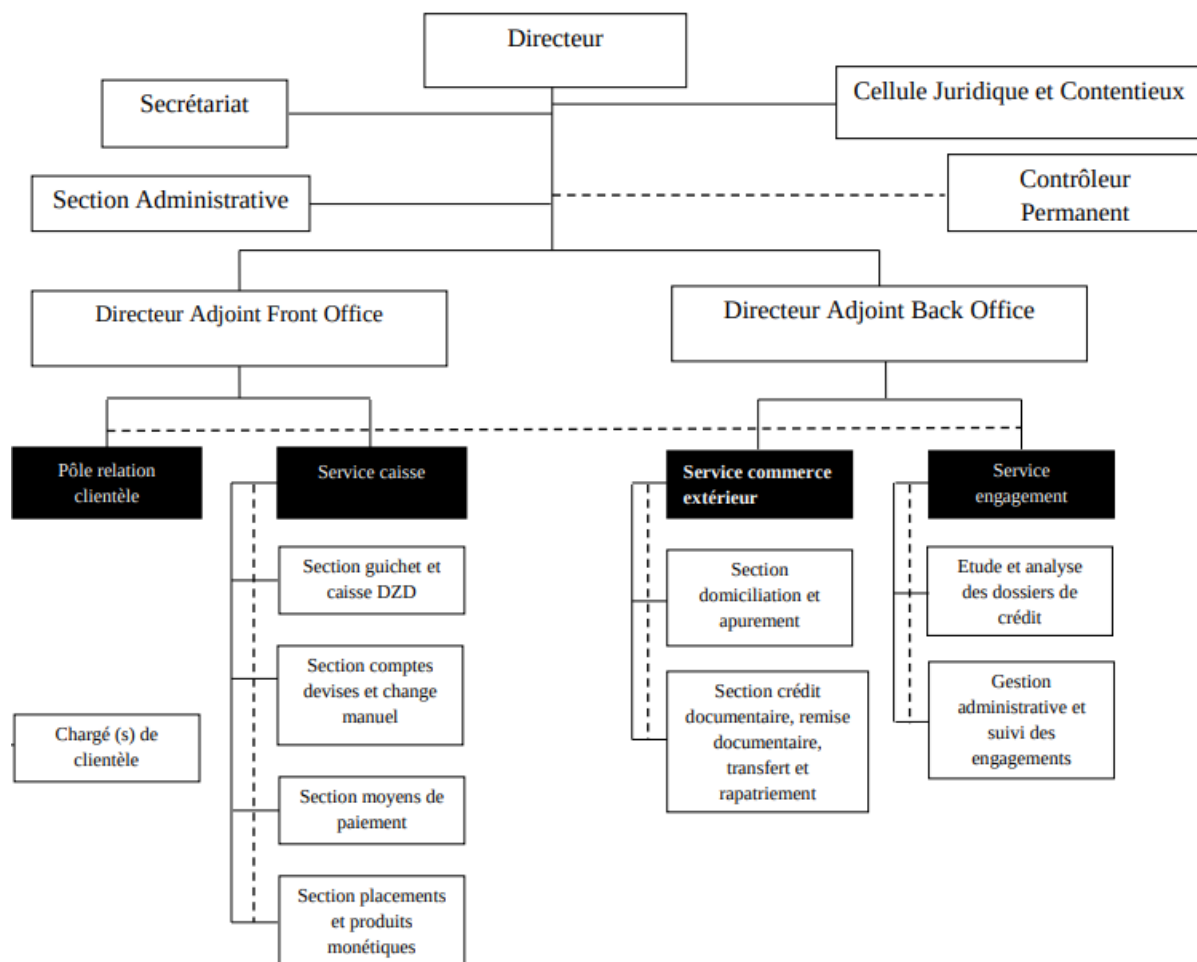 Directeur
Secrétariat
Cellule Juridique et Contentieux
Section Administrative
Contrôleur
Permanent
Directeur Adjoint Front Office
Directeur Adjoint Back Office
Pôle relation
clientèle
Service caisse
Service commerce
extérieur
Service
engagement
Section guichet et
caisse DZD
Section
domiciliation et
apurement
Etude et analyse
des dossiers de
crédit
Section comptes
devises et change
manuel
Section crédit
documentaire, remise
documentaire,
transfert et
rapatriement
Gestion
administrative et
suivi des
engagements
Chargé (s) de
clientèle
Section moyens de
paiement
Section placements
et produits
monétiques